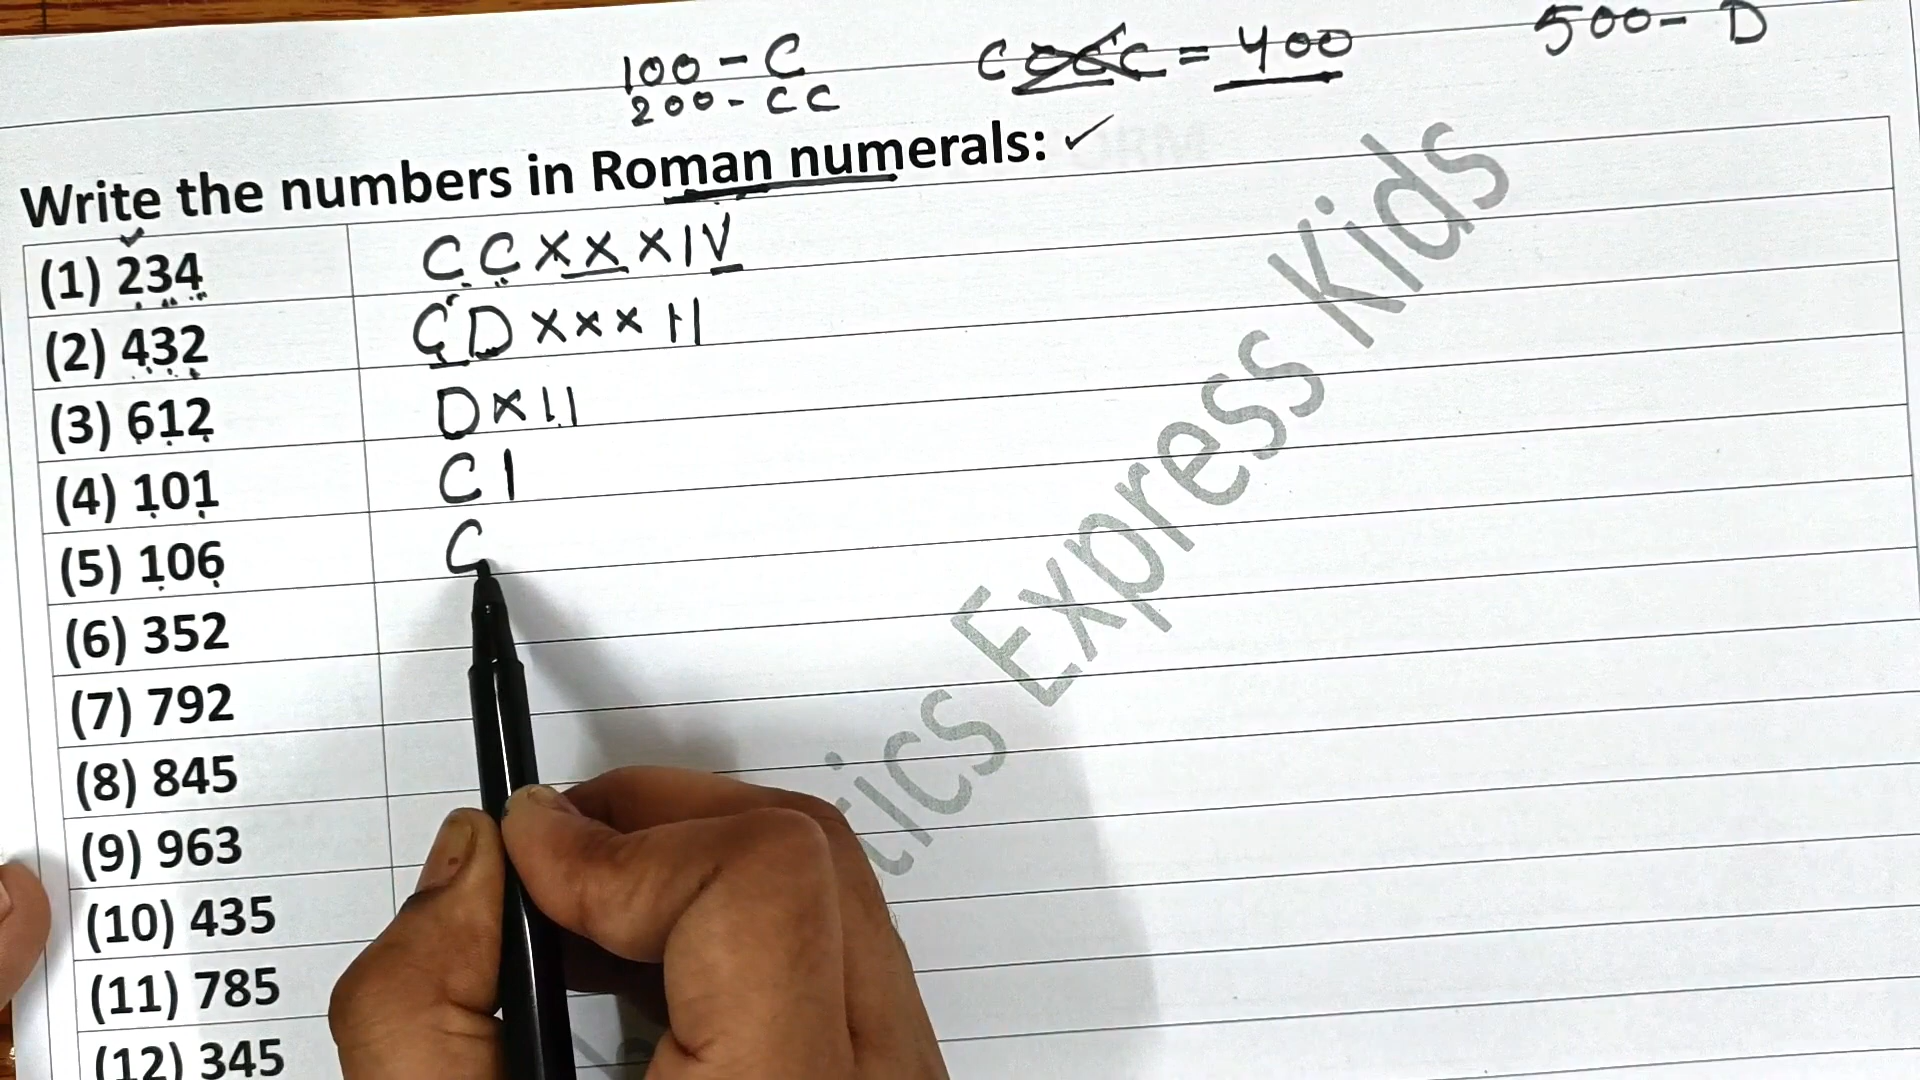 100 - C C C̶C̶C̶ = 400 500 - D
200 - CC
Write the numbers in Roman numerals:
(1) 234 CCXXXIV
(2) 432 CDXXXII
(3) 612 DXII
(4) 101 CI
(5) 106 C
(6) 352
(7) 792
(8) 845
(9) 963
(10) 435
(11) 785
(12) 345
Express Kids